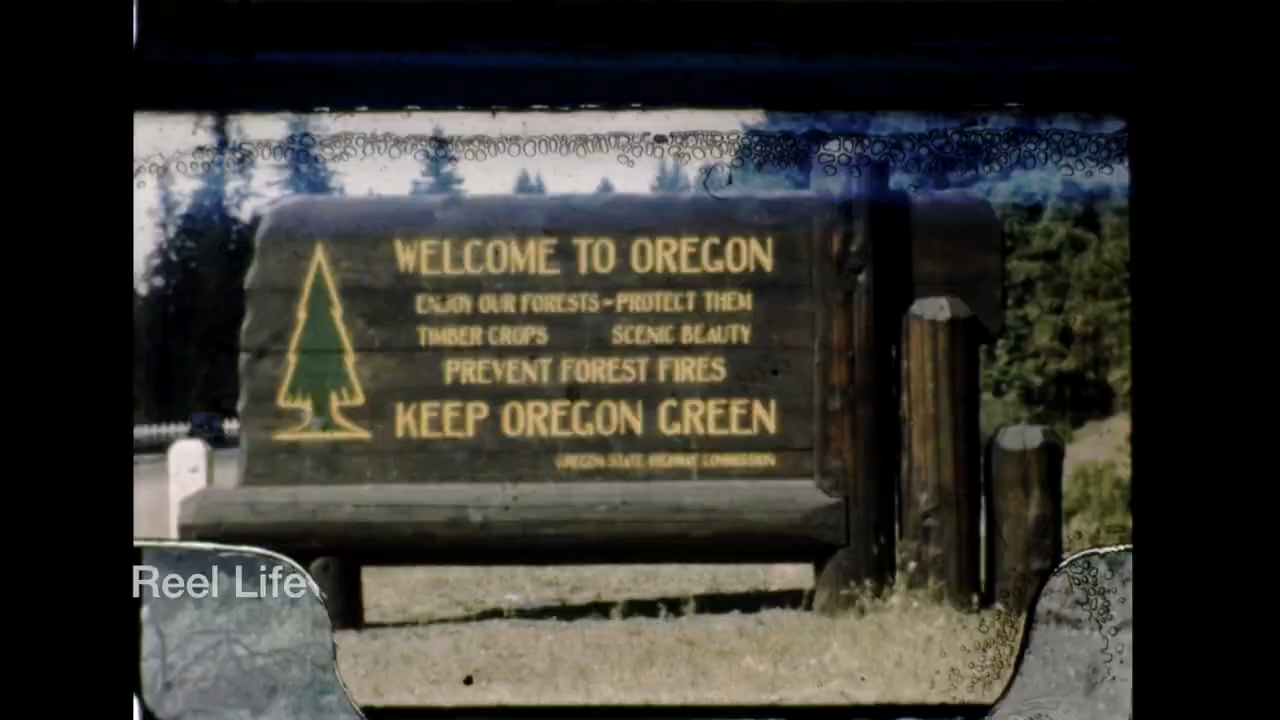 WELCOME TO OREGON
ENJOY OUR FORESTS-PROTECT THEM
TIMBER CROPS SCENIC BEAUTY
PREVENT FOREST FIRES
KEEP OREGON GREEN
OREGON STATE HIGHWAY COMMISSION
Reel Life